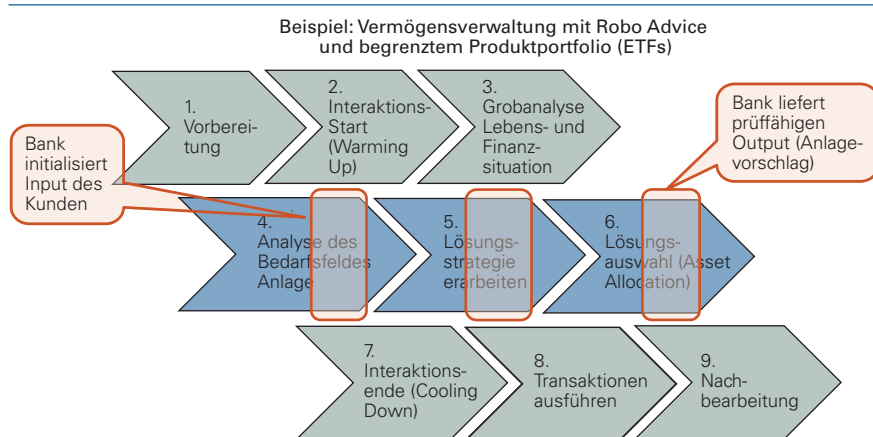 Beispiel: Vermögensverwaltung mit Robo Advice
und begrenztem Produktportfolio (ETFs)
1.
Vorberei-
tung
2.
Interaktions-
Start
(Warming
Up)
3.
Grobanalyse
Lebens- und
Finanz-
situation
Bank
initialisiert
Input des
Kunden
Bank liefert
prüffähigen
Output (Anlage-
vorschlag)
4.
Analyse des
Bedarfsfeldes
Anlage
5.
Lösungs-
strategie
erarbeiten
6.
Lösungs-
auswahl (Asset
Allocation)
7.
Interaktions-
ende (Cooling
Down)
8.
Transaktionen
ausführen
9.
Nach-
bearbeitung